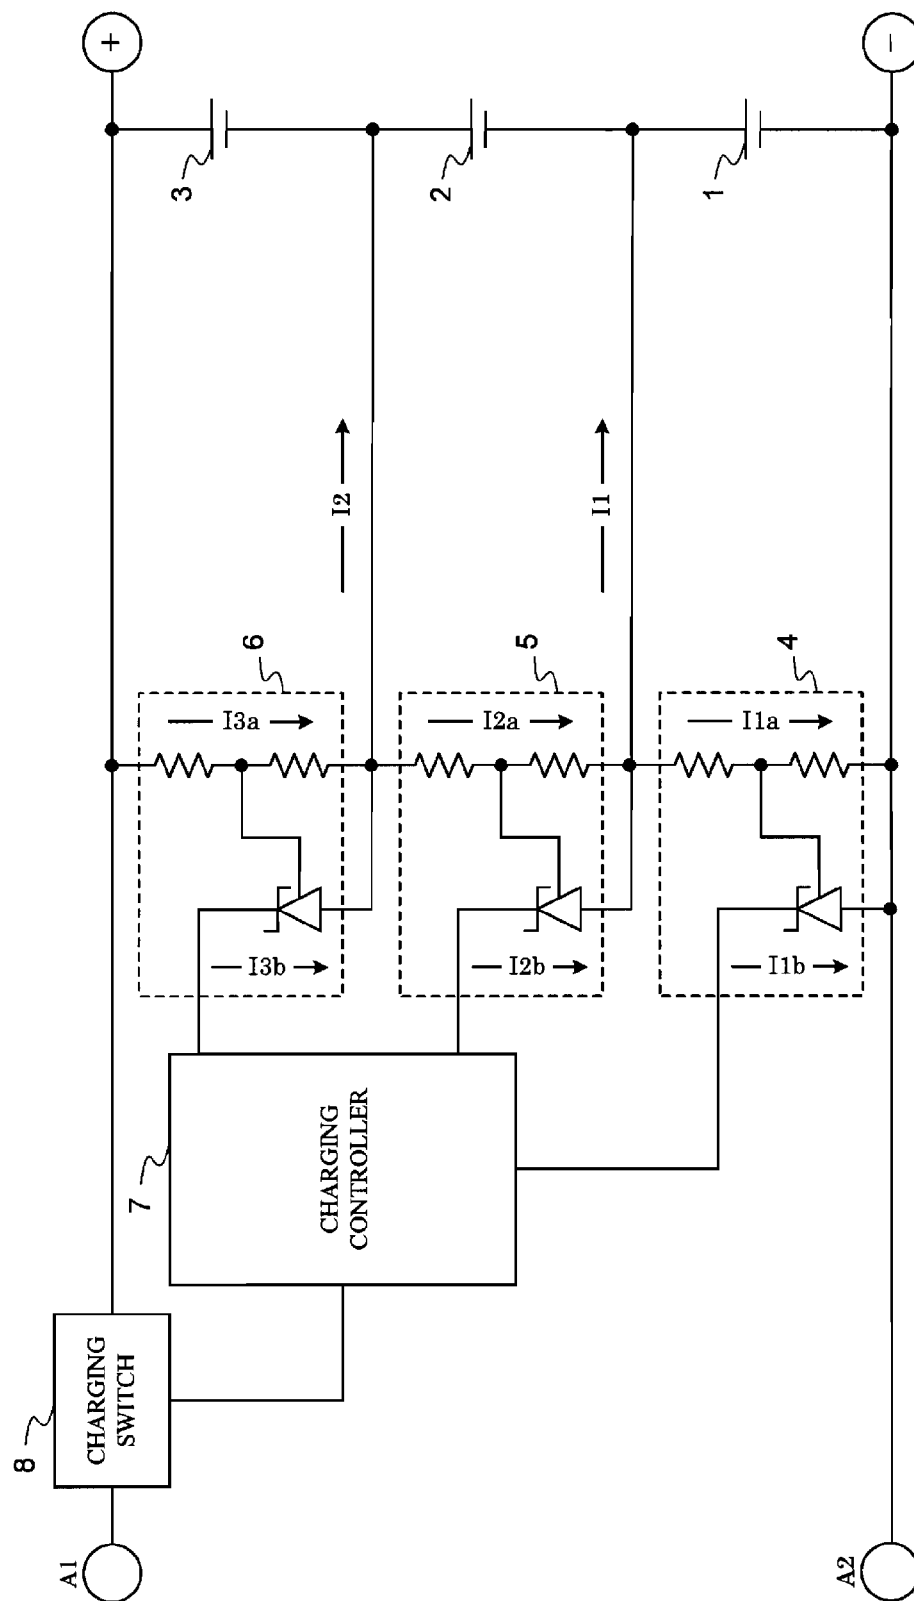 +
−
3
2
1
I2
I1
6
5
4
I3a
I2a
I1a
I3b
I2b
I1b
7
CHARGING
CONTROLLER
8
CHARGING
SWITCH
A1
A2